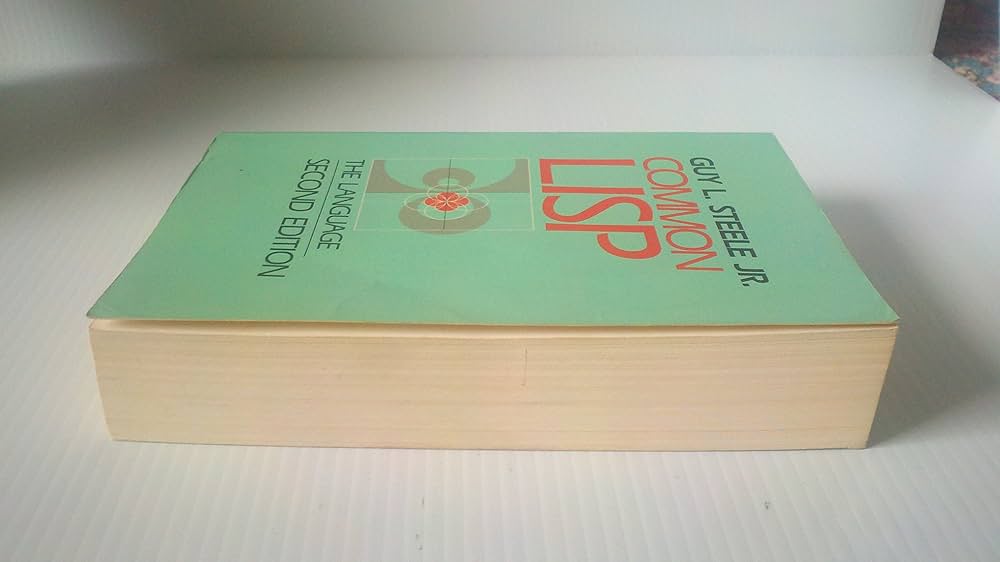 GUY L. STEELE JR.
COMMON
LISP
THE LANGUAGE
SECOND EDITION